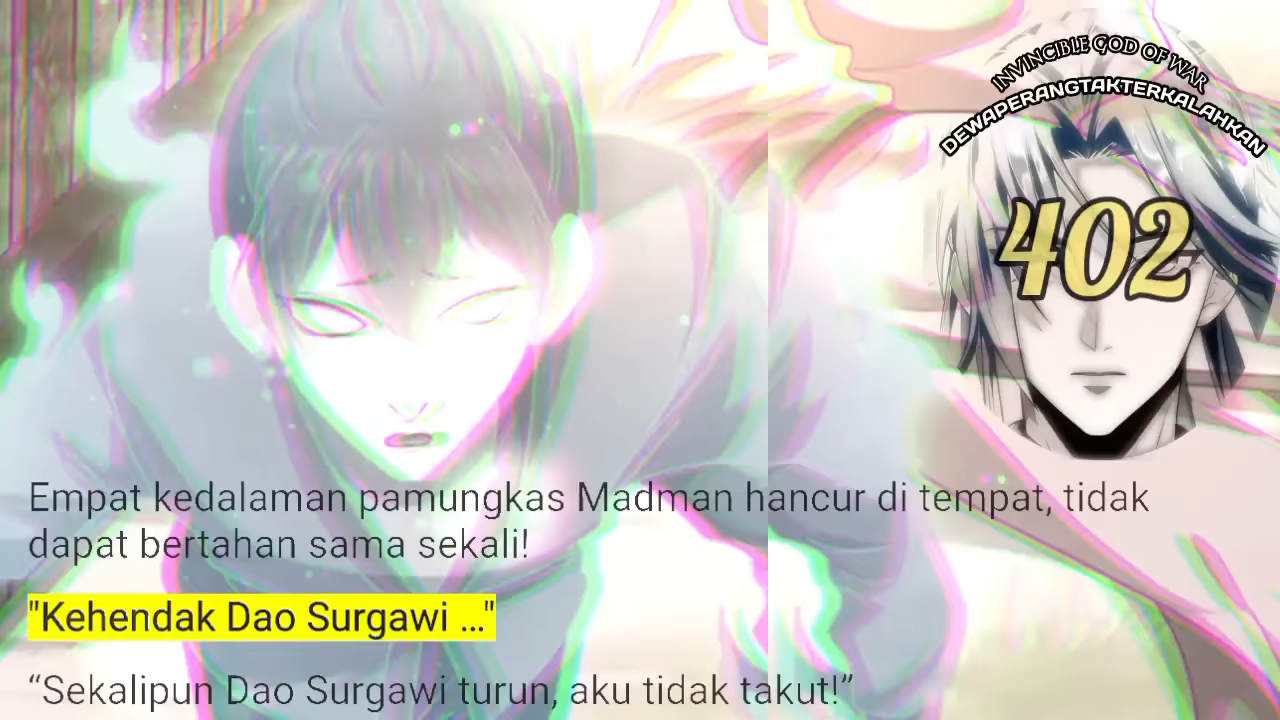 INVINCIBLE GOD OF WAR
DEWAPERANGTAKTERKALAHKAN
402
Empat kedalaman pamungkas Madman hancur di tempat, tidak
dapat bertahan sama sekali!
"Kehendak Dao Surgawi ..."
“Sekalipun Dao Surgawi turun, aku tidak takut!”